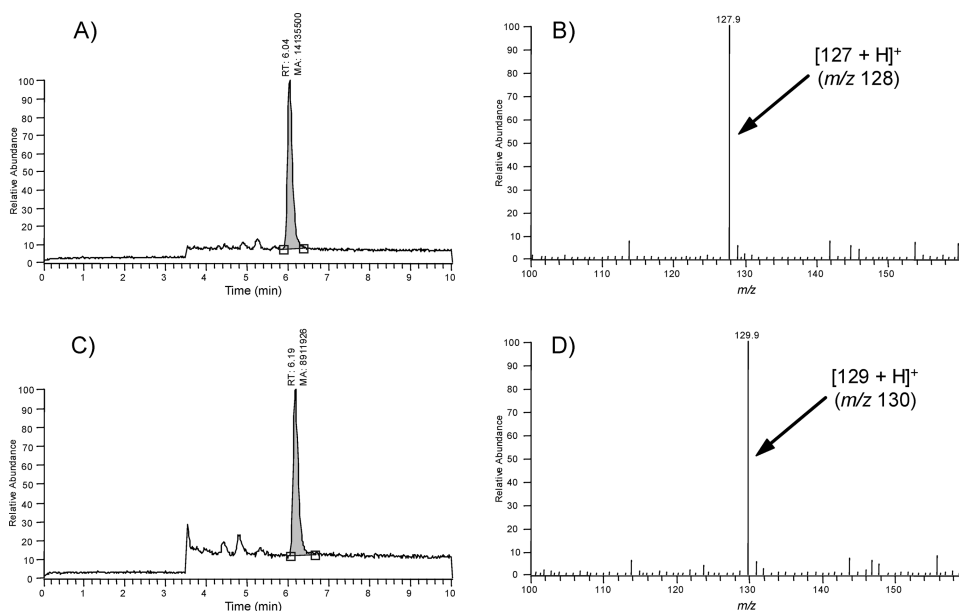 A)
RT: 6.04
MA: 14135500
100
90
80
70
60
50
40
30
20
10
0
Relative Abundance
0 1 2 3 4 5 6 7 8 9 10
Time (min)
B)
127.9
[127 + H]⁺
(m/z 128)
100
90
80
70
60
50
40
30
20
10
0
Relative Abundance
100 110 120 130 140 150
m/z
C)
RT: 6.19
MA: 8911926
100
90
80
70
60
50
40
30
20
10
0
Relative Abundance
0 1 2 3 4 5 6 7 8 9 10
Time (min)
D)
129.9
[129 + H]⁺
(m/z 130)
100
90
80
70
60
50
40
30
20
10
0
Relative Abundance
100 110 120 130 140 150
m/z